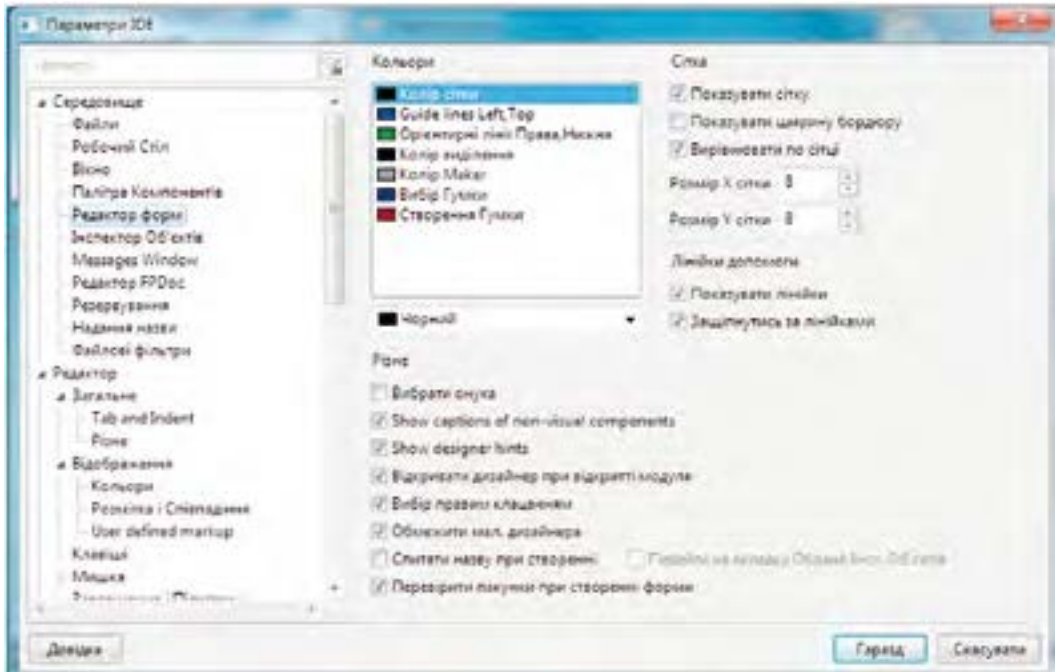 Параметри IDE
Середовище
Файли
Робочий Стіл
Вікно
Палітра Компонентів
Редактор форм
Інспектор Об'єктів
Messages Window
Редактор FPDoc
Резервування
Надання назви
Файлові фільтри
Редактор
Загальне
Tab and Indent
Різне
Відображення
Кольори
Розмітка і Співпадіння
User defined markup
Клавіші
Мишка
Кольори
Колір сітки
Guide lines Left,Top
Орієнтирні лінії Права,Нижня
Колір виділення
Колір Maker
Вибір Гумки
Створення Гумки
Чорний
Сітка
Показувати сітку
Показувати ширину бордюру
Вирівнювати по сітці
Розмір X сітки 8
Розмір Y сітки 8
Лінійки допомоги
Показувати лінійки
Защіпнутись за лінійками
Різне
Вибрати онука
Show captions of non-visual components
Show designer hints
Відкривати дизайнер при відкритті модуля
Вибір правим клацанням
Обмежити мал. дизайнера
Спитати назву при створенні
Перевірити пакунки при створенні форми
Довідка
Гаразд
Скасувати